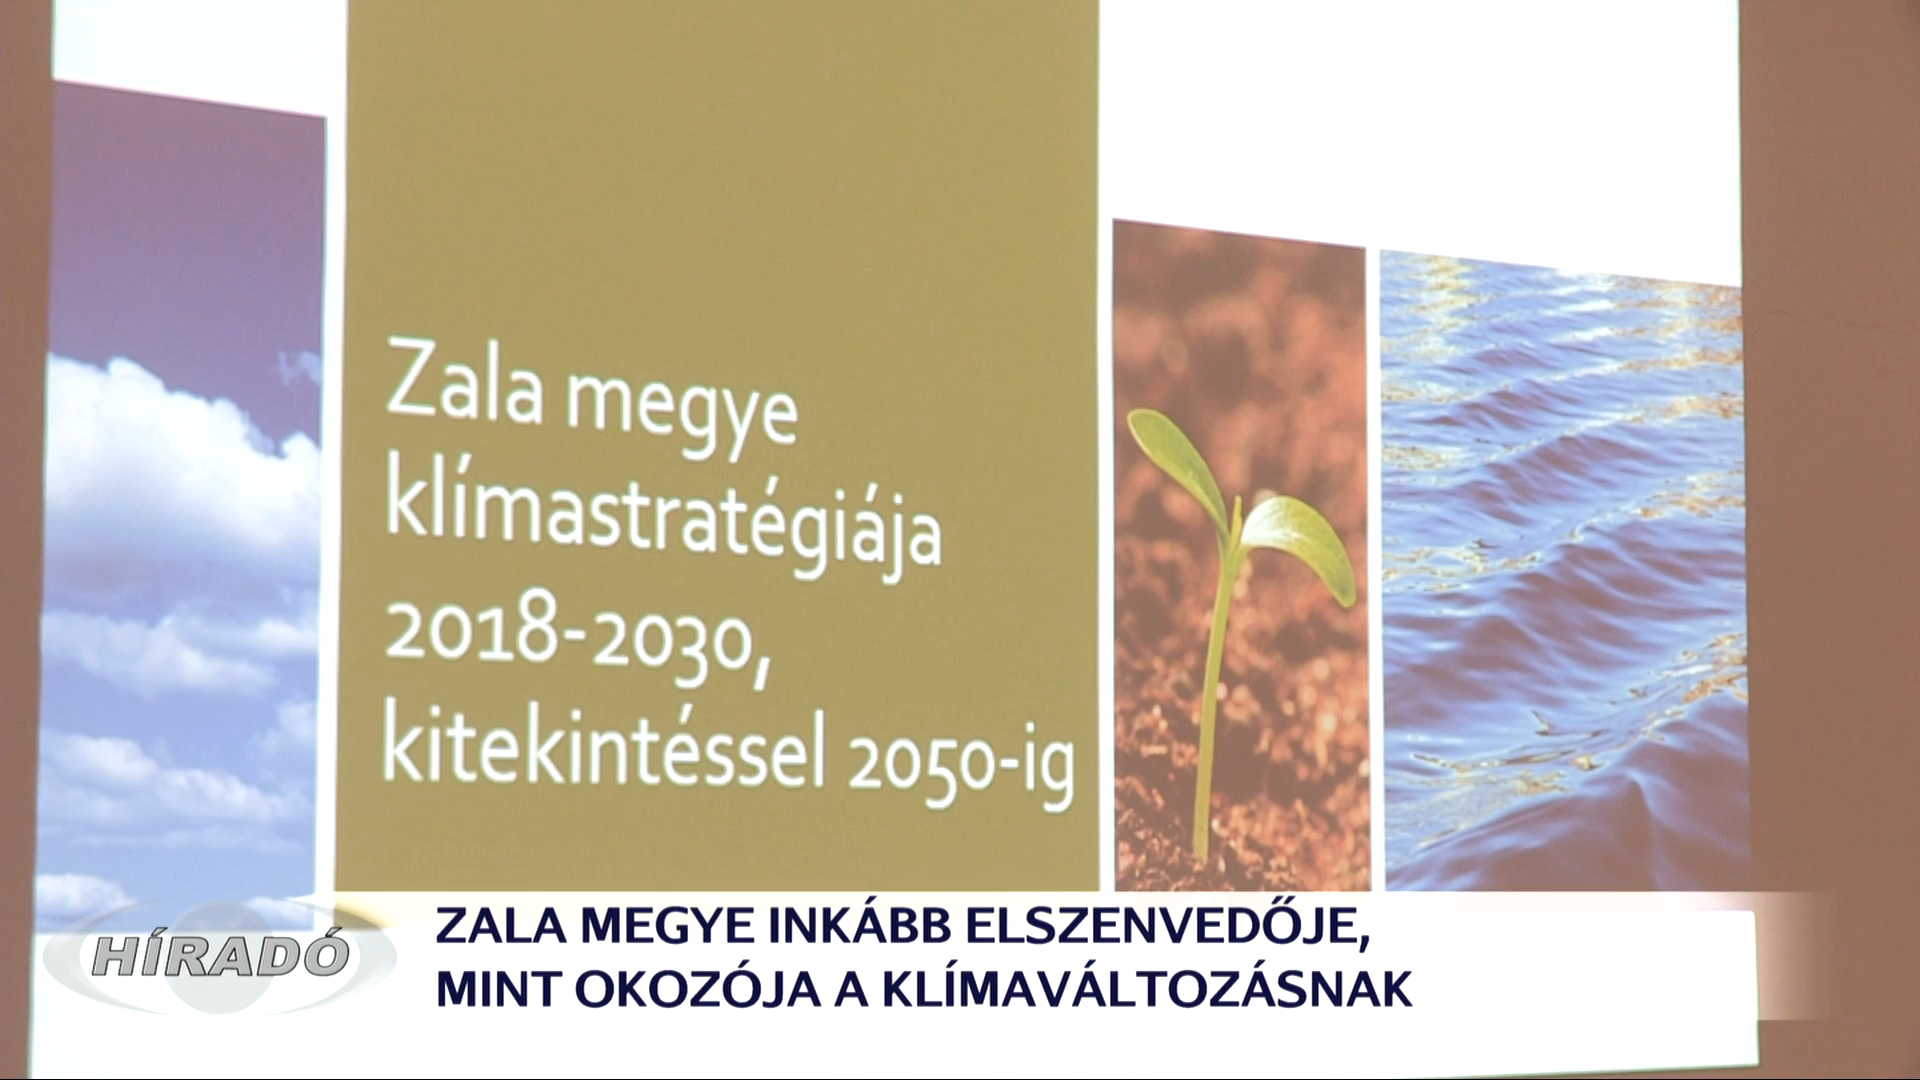 Zala megye
klímastratégiája
2018-2030,
kitekintéssel 2050-ig
HÍRADÓ
ZALA MEGYE INKÁBB ELSZENVEDŐJE,
MINT OKOZÓJA A KLÍMAVÁLTOZÁSNAK